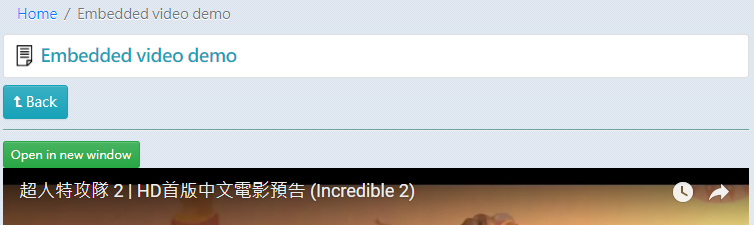 Home / Embedded video demo
Embedded video demo
Back
Open in new window
超人特攻隊 2 | HD首版中文電影預告 (Incredible 2)